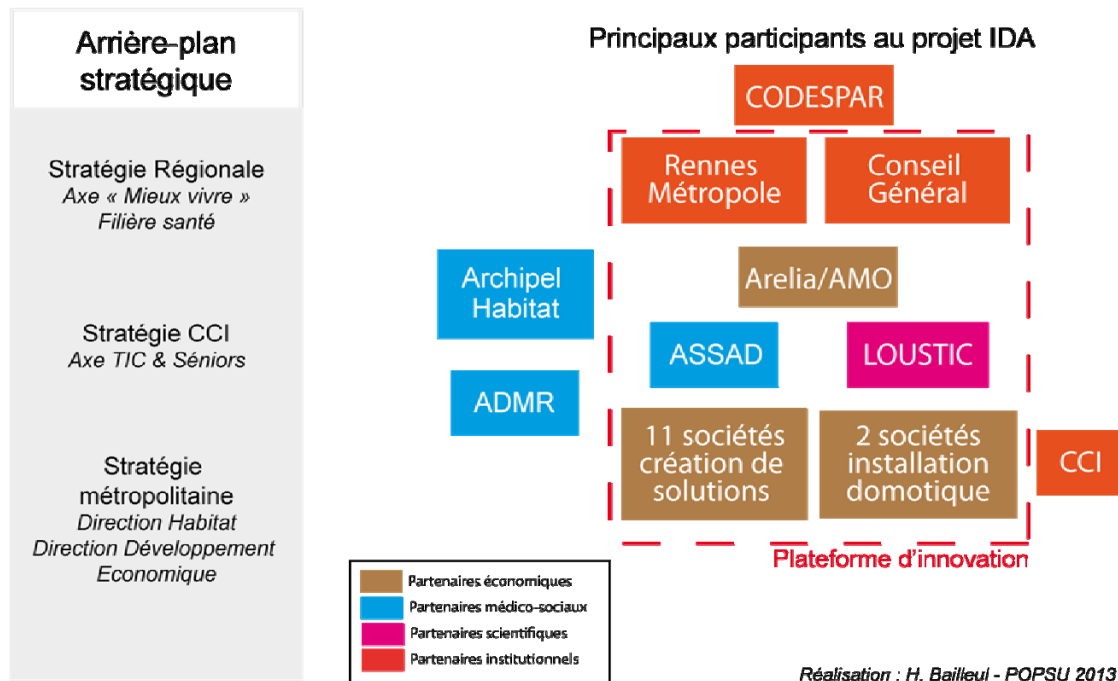 Arrière-plan
stratégique
Stratégie Régionale
Axe « Mieux vivre »
Filière santé
Stratégie CCI
Axe TIC & Séniors
Stratégie
métropolitaine
Direction Habitat
Direction Développement
Economique
Principaux participants au projet IDA
CODESPAR
Rennes
Métropole
Conseil
Général
Archipel
Habitat
Arelia/AMO
ASSAD
LOUSTIC
ADMR
11 sociétés
création de
solutions
2 sociétés
installation
domotique
CCI
Plateforme d'innovation
Partenaires économiques
Partenaires médico-sociaux
Partenaires scientifiques
Partenaires institutionnels
Réalisation : H. Bailleul - POPSU 2013